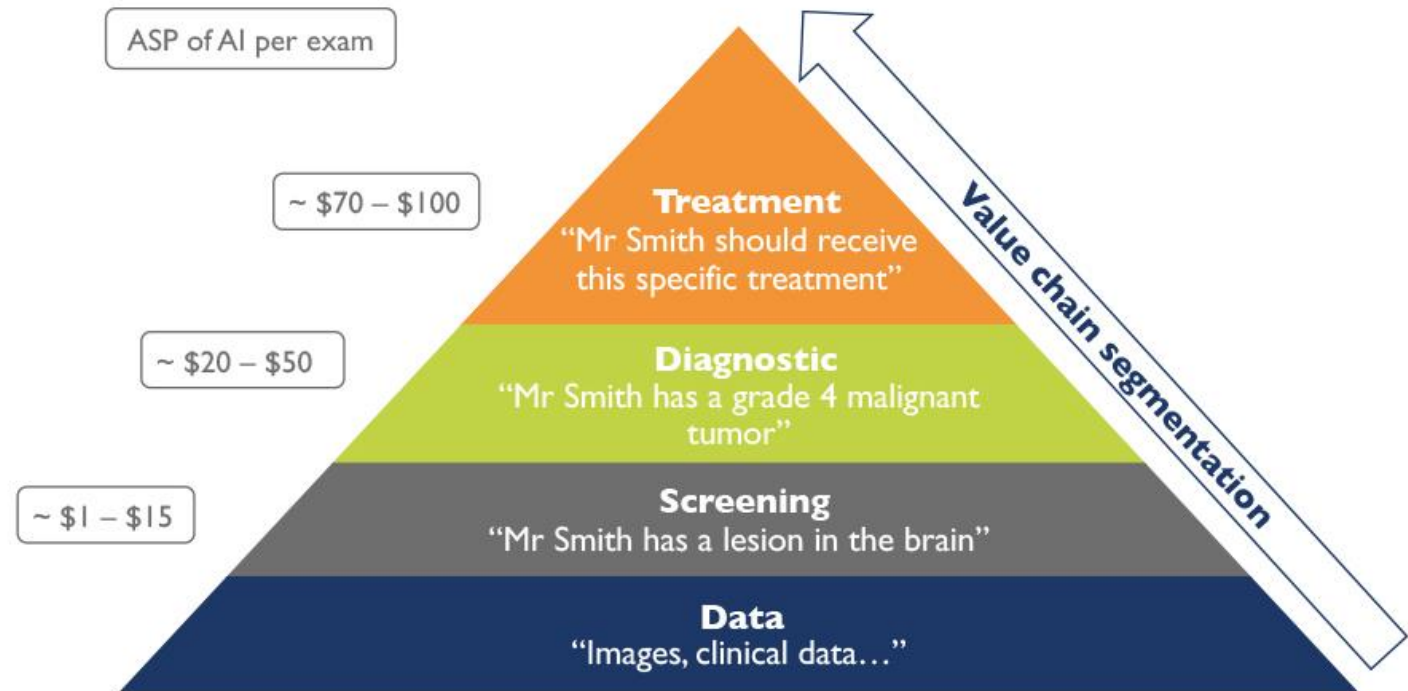 ASP of AI per exam
~ $70 – $100
Treatment
“Mr Smith should receive
this specific treatment”
Value chain segmentation
~ $20 – $50
Diagnostic
“Mr Smith has a grade 4 malignant
tumor”
~ $1 – $15
Screening
“Mr Smith has a lesion in the brain”
Data
“Images, clinical data…”